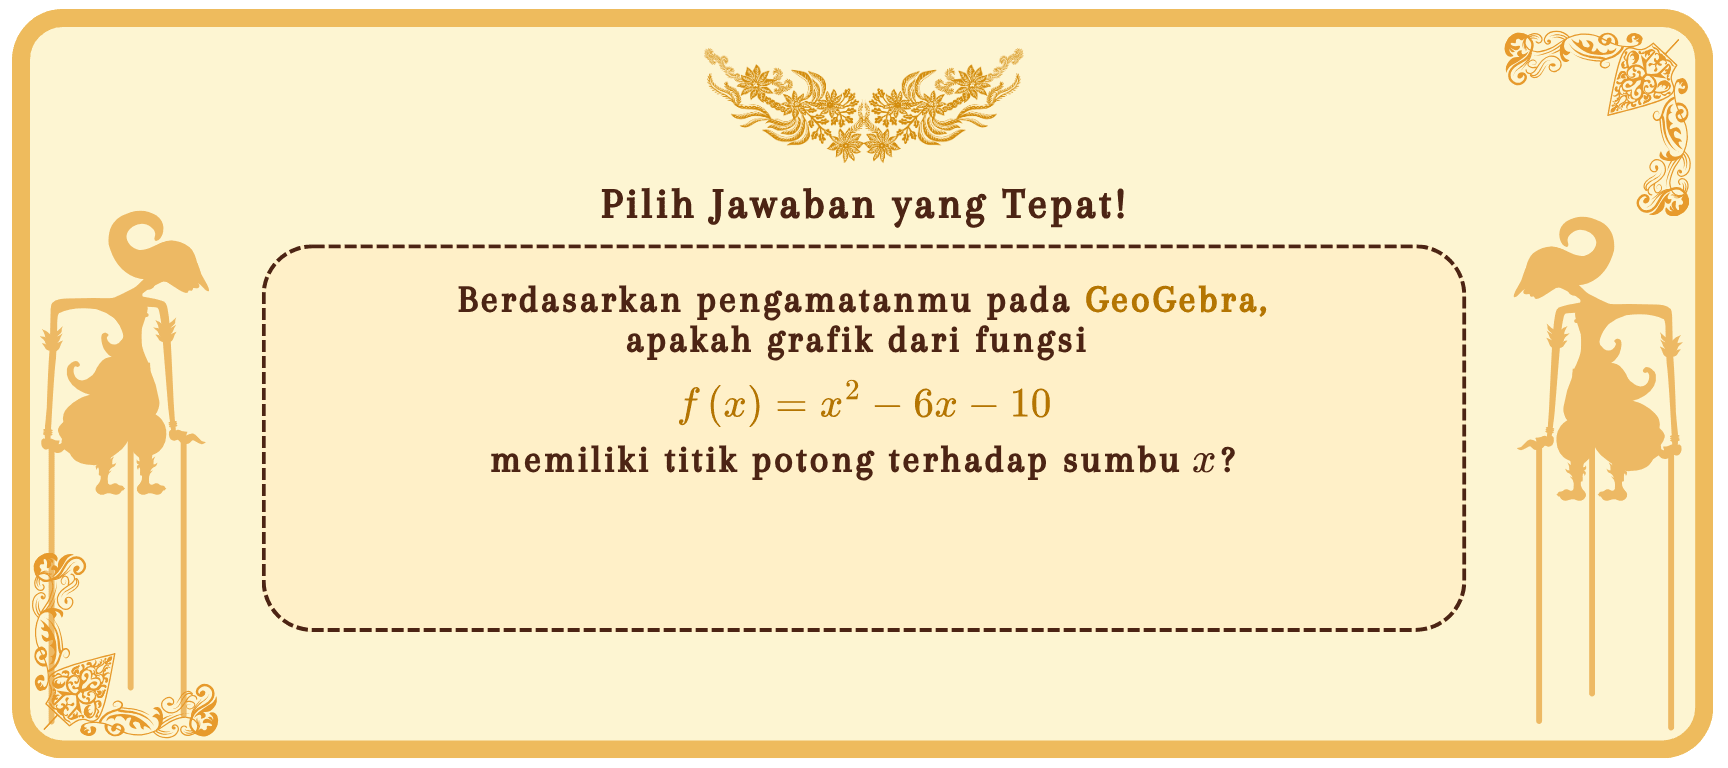 Pilih Jawaban yang Tepat!
Berdasarkan pengamatanmu pada GeoGebra,
apakah grafik dari fungsi
f (x) = x² − 6x − 10
memiliki titik potong terhadap sumbu x?